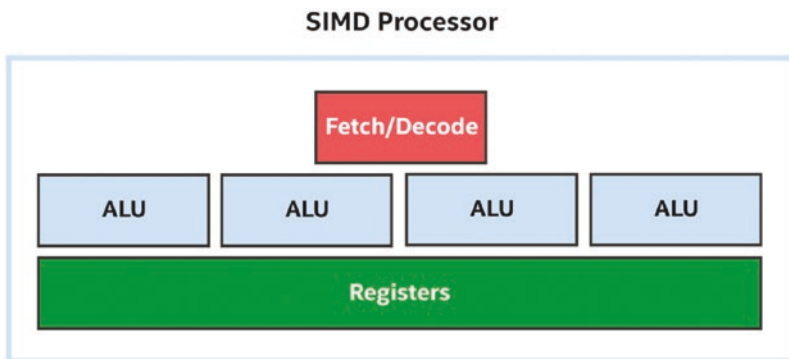 SIMD Processor
Fetch/Decode
ALU ALU ALU ALU
Registers